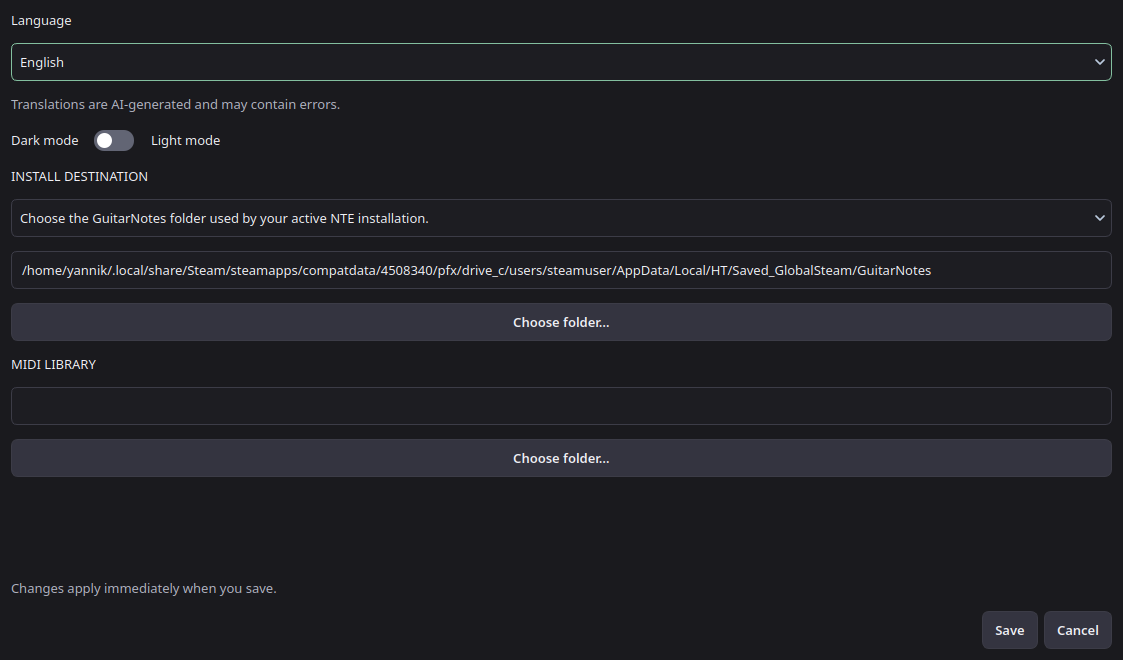 Language
English
Translations are AI-generated and may contain errors.
Dark mode Light mode
INSTALL DESTINATION
Choose the GuitarNotes folder used by your active NTE installation.
/home/yannik/.local/share/Steam/steamapps/compatdata/4508340/pfx/drive_c/users/steamuser/AppData/Local/HT/Saved_GlobalSteam/GuitarNotes
Choose folder...
MIDI LIBRARY
Choose folder...
Changes apply immediately when you save.
Save Cancel